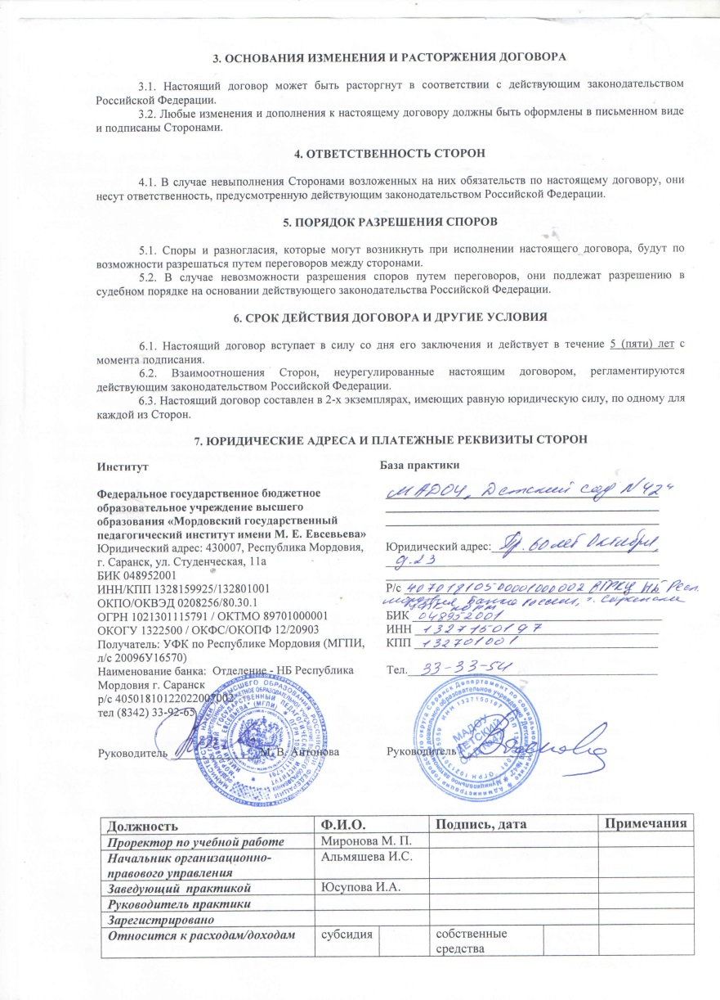 3. ОСНОВАНИЯ ИЗМЕНЕНИЯ И РАСТОРЖЕНИЯ ДОГОВОРА
3.1. Настоящий договор может быть расторгнут в соответствии с действующим законодательством
Российской Федерации.
3.2. Любые изменения и дополнения к настоящему договору должны быть оформлены в письменном виде
и подписаны Сторонами.
4. ОТВЕТСТВЕННОСТЬ СТОРОН
4.1. В случае невыполнения Сторонами возложенных на них обязательств по настоящему договору, они
несут ответственность, предусмотренную действующим законодательством Российской Федерации.
5. ПОРЯДОК РАЗРЕШЕНИЯ СПОРОВ
5.1. Споры и разногласия, которые могут возникнуть при исполнении настоящего договора, будут по
возможности разрешаться путем переговоров между сторонами.
5.2. В случае невозможности разрешения споров путем переговоров, они подлежат разрешению в
судебном порядке на основании действующего законодательства Российской Федерации.
6. СРОК ДЕЙСТВИЯ ДОГОВОРА И ДРУГИЕ УСЛОВИЯ
6.1. Настоящий договор вступает в силу со дня его заключения и действует в течение 5 (пяти) лет с
момента подписания.
6.2. Взаимоотношения Сторон, неурегулированные настоящим договором, регламентируются
действующим законодательством Российской Федерации.
6.3. Настоящий договор составлен в 2-х экземплярах, имеющих равную юридическую силу, по одному для
каждой из Сторон.
7. ЮРИДИЧЕСКИЕ АДРЕСА И ПЛАТЕЖНЫЕ РЕКВИЗИТЫ СТОРОН
Институт
Федеральное государственное бюджетное
образовательное учреждение высшего
образования «Мордовский государственный
педагогический институт имени М. Е. Евсевьева»
Юридический адрес: 430007, Республика Мордовия,
г. Саранск, ул. Студенческая, 11а
БИК 048952001
ИНН/КПП 1328159925/132801001
ОКПО/ОКВЭД 0208256/80.30.1
ОГРН 1021301115791 / ОКТМО 89701000001
ОКОГУ 1322500 / ОКФС/ОКОПФ 12/20903
Получатель: УФК по Республике Мордовия (МГПИ,
л/с 20096У16570)
Наименование банка: Отделение - НБ Республика
Мордовия г. Саранск
р/с 40501810122022002002
тел (8342) 33-92-65
Руководитель М. В. Антонова
База практики
МАДОУ "Детский сад №42"
Юридический адрес: Пр. 60 лет Октября,
д.23
Р/с 40701810500001000002 ГРКЦ НБ Респ.
Мордовия Банка России, г. Саранска
БИК 048952001
ИНН 1327150197
КПП 132701001
Тел. 33-33-54
МАДОУ
ДЕТСКИЙ
САД №42
Руководитель
Должность Ф.И.О. Подпись, дата Примечания
Проректор по учебной работе Миронова М. П.
Начальник организационно- Альмяшева И.С.
правового управления
Заведующий практикой Юсупова И.А.
Руководитель практики
Зарегистрировано
Относится к расходам/доходам субсидия собственные
средства